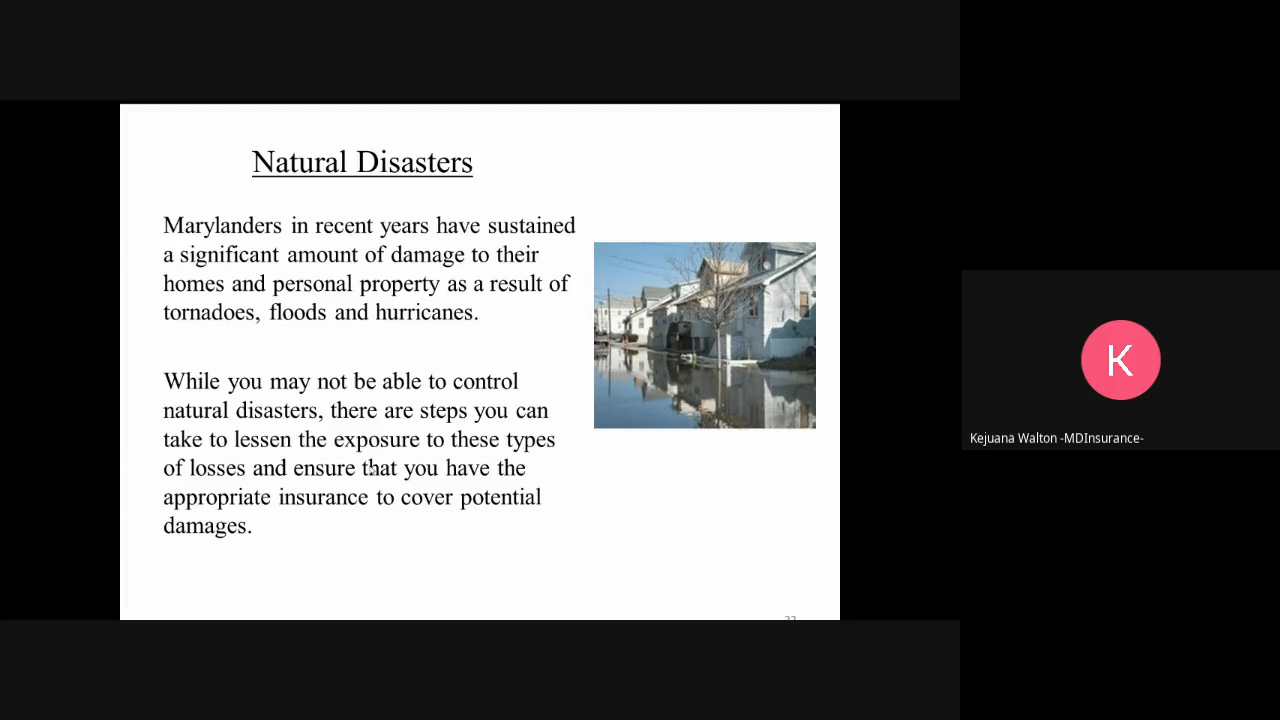 Natural Disasters
Marylanders in recent years have sustained
a significant amount of damage to their
homes and personal property as a result of
tornadoes, floods and hurricanes.
While you may not be able to control
natural disasters, there are steps you can
take to lessen the exposure to these types
of losses and ensure that you have the
appropriate insurance to cover potential
damages.
K
Kejuana Walton -MDInsurance-